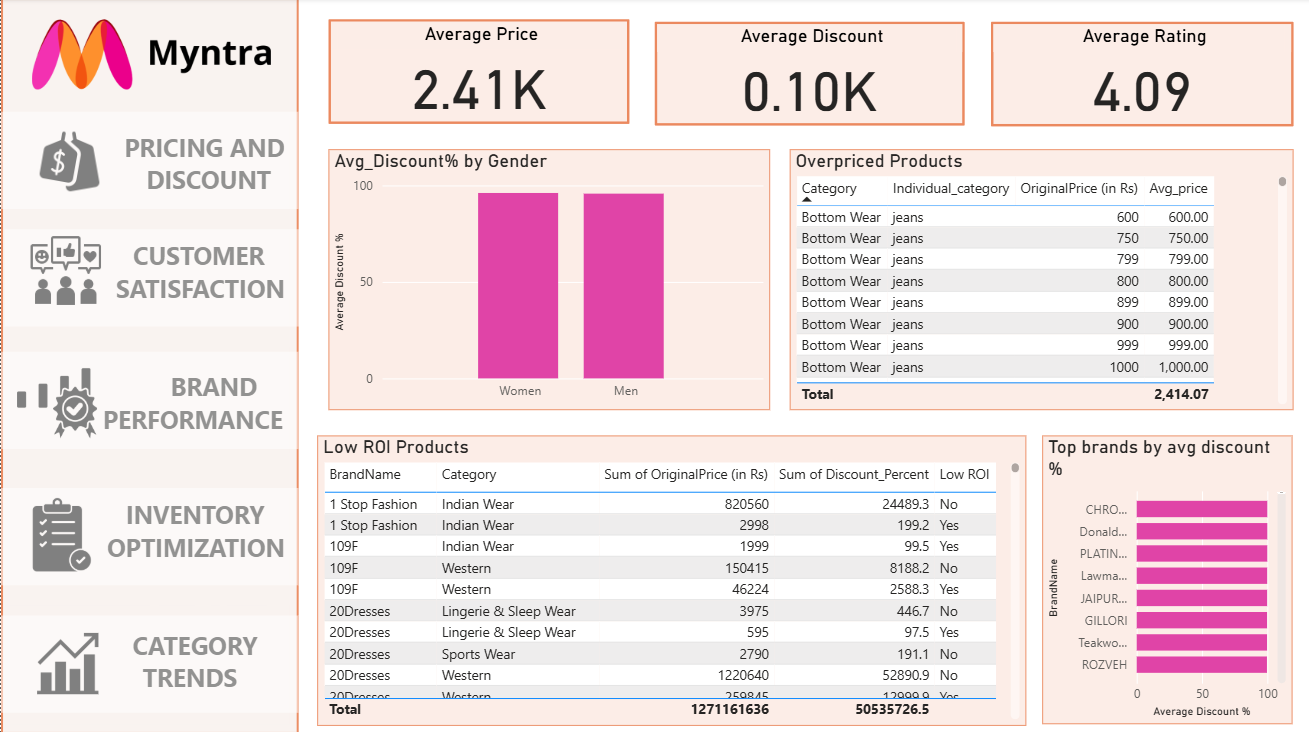 Myntra
PRICING AND
DISCOUNT
CUSTOMER
SATISFACTION
BRAND
PERFORMANCE
INVENTORY
OPTIMIZATION
CATEGORY
TRENDS
Average Price
2.41K
Average Discount
0.10K
Average Rating
4.09
Avg_Discount% by Gender
Average Discount %
100
50
0
Women Men
Overpriced Products
Category Individual_category OriginalPrice (in Rs) Avg_price
Bottom Wear jeans 600 600.00
Bottom Wear jeans 750 750.00
Bottom Wear jeans 799 799.00
Bottom Wear jeans 800 800.00
Bottom Wear jeans 899 899.00
Bottom Wear jeans 900 900.00
Bottom Wear jeans 999 999.00
Bottom Wear jeans 1000 1,000.00
Total 2,414.07
Low ROI Products
BrandName Category Sum of OriginalPrice (in Rs) Sum of Discount_Percent Low ROI
1 Stop Fashion Indian Wear 820560 24489.3 No
1 Stop Fashion Indian Wear 2998 199.2 Yes
109F Indian Wear 1999 99.5 Yes
109F Western 150415 8188.2 No
109F Western 46224 2588.3 Yes
20Dresses Lingerie & Sleep Wear 3975 446.7 No
20Dresses Lingerie & Sleep Wear 595 97.5 Yes
20Dresses Sports Wear 2790 191.1 No
20Dresses Western 1220640 52890.9 No
20Dresses Western 259845 12999.9 Yes
Total 1271161636 50535726.5
Top brands by avg discount
%
BrandName
CHRO...
Donald...
PLATIN...
Lawma...
JAIPUR...
GILLORI
Teakwo...
ROZVEH
0 50 100
Average Discount %